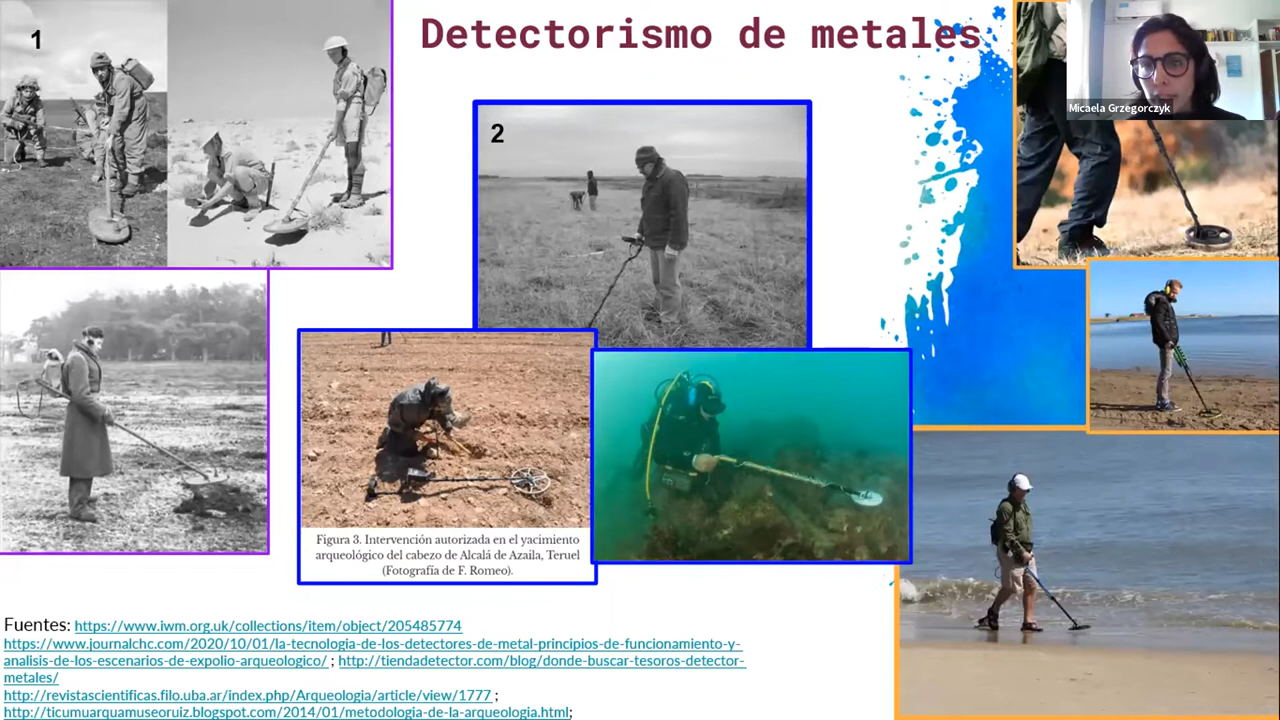 Detectorismo de metales
1
2
Micaela Grzegorczyk
Figura 3. Intervención autorizada en el yacimiento
arqueológico del cabezo de Alcalá de Azaila, Teruel
(Fotografía de F. Romeo).
Fuentes: https://www.iwm.org.uk/collections/item/object/205485774
https://www.journalchc.com/2020/10/01/la-tecnologia-de-los-detectores-de-metal-principios-de-funcionamiento-y-
analisis-de-los-escenarios-de-expolio-arqueologico/ ; http://tiendadetector.com/blog/donde-buscar-tesoros-detector-
metales/
http://revistascientificas.filo.uba.ar/index.php/Arqueologia/article/view/1777 ;
http://ticumuarquamuseoruiz.blogspot.com/2014/01/metodologia-de-la-arqueologia.html;